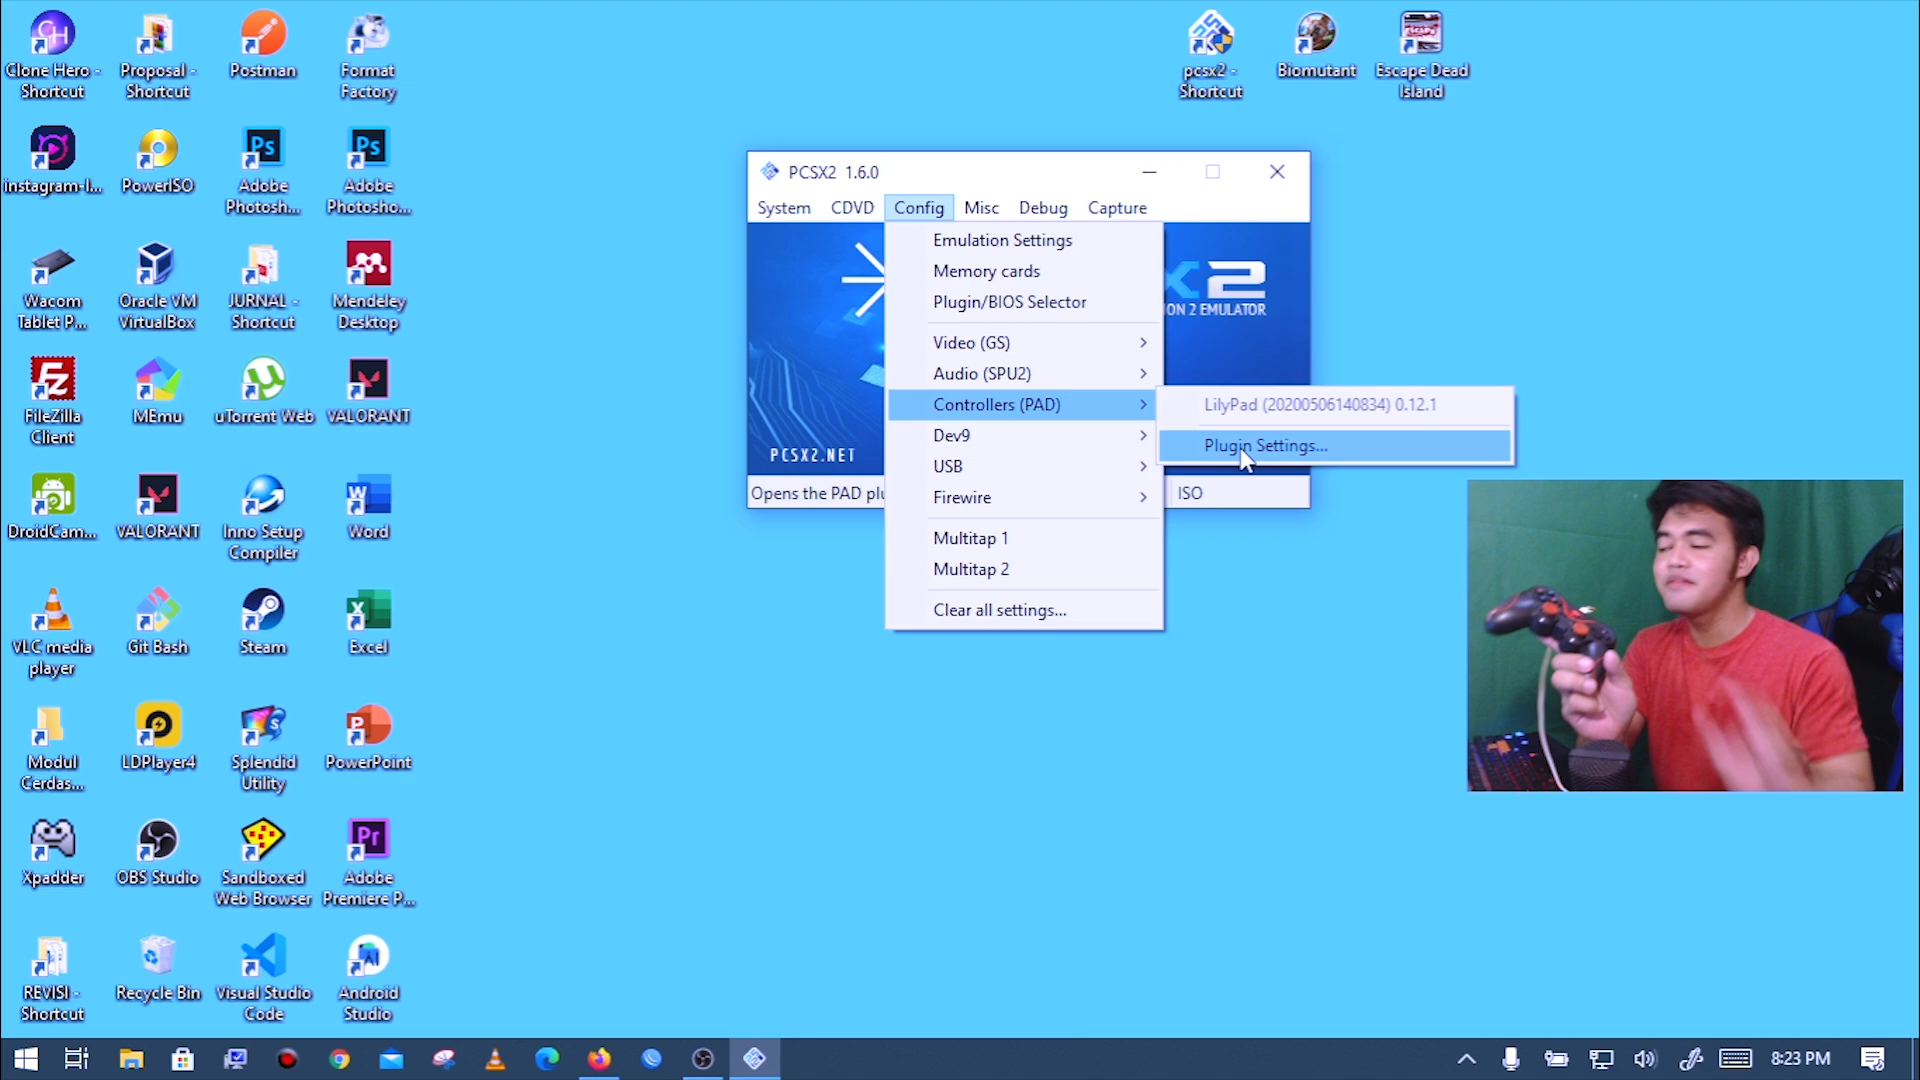 Clone Hero -
Shortcut
Proposal -
Shortcut
Postman
Format
Factory
pcsx2 -
Shortcut
Biomutant
Escape Dead
Island
instagram-l...
PowerISO
Adobe
Photosh...
Adobe
Photosho...
Wacom
Tablet P...
Oracle VM
VirtualBox
JURNAL -
Shortcut
Mendeley
Desktop
FileZilla
Client
MEmu
uTorrent Web
VALORANT
DroidCam...
VALORANT
Inno Setup
Compiler
Word
VLC media
player
Git Bash
Steam
Excel
Modul
Cerdas...
LDPlayer4
Splendid
Utility
PowerPoint
Xpadder
OBS Studio
Sandboxed
Web Browser
Adobe
Premiere P...
REVISI -
Shortcut
Recycle Bin
Visual Studio
Code
Android
Studio
PCSX2 1.6.0
System CDVD Config Misc Debug Capture
Emulation Settings
Memory cards
Plugin/BIOS Selector
Video (GS)
Audio (SPU2)
Controllers (PAD)
Dev9
USB
Firewire
Multitap 1
Multitap 2
Clear all settings...
LilyPad (20200506140834) 0.12.1
Plugin Settings...
X2
ION 2 EMULATOR
PCSX2.NET
Opens the PAD plu
ISO
8:23 PM